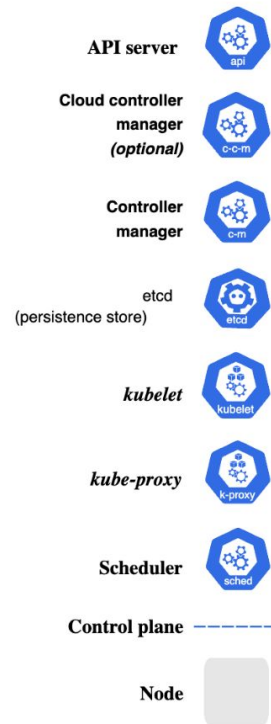 API server
api
Cloud controller
manager
(optional)
c-c-m
Controller
manager
c-m
etcd
(persistence store)
etcd
kubelet
kubelet
kube-proxy
k-proxy
Scheduler
sched
Control plane
Node